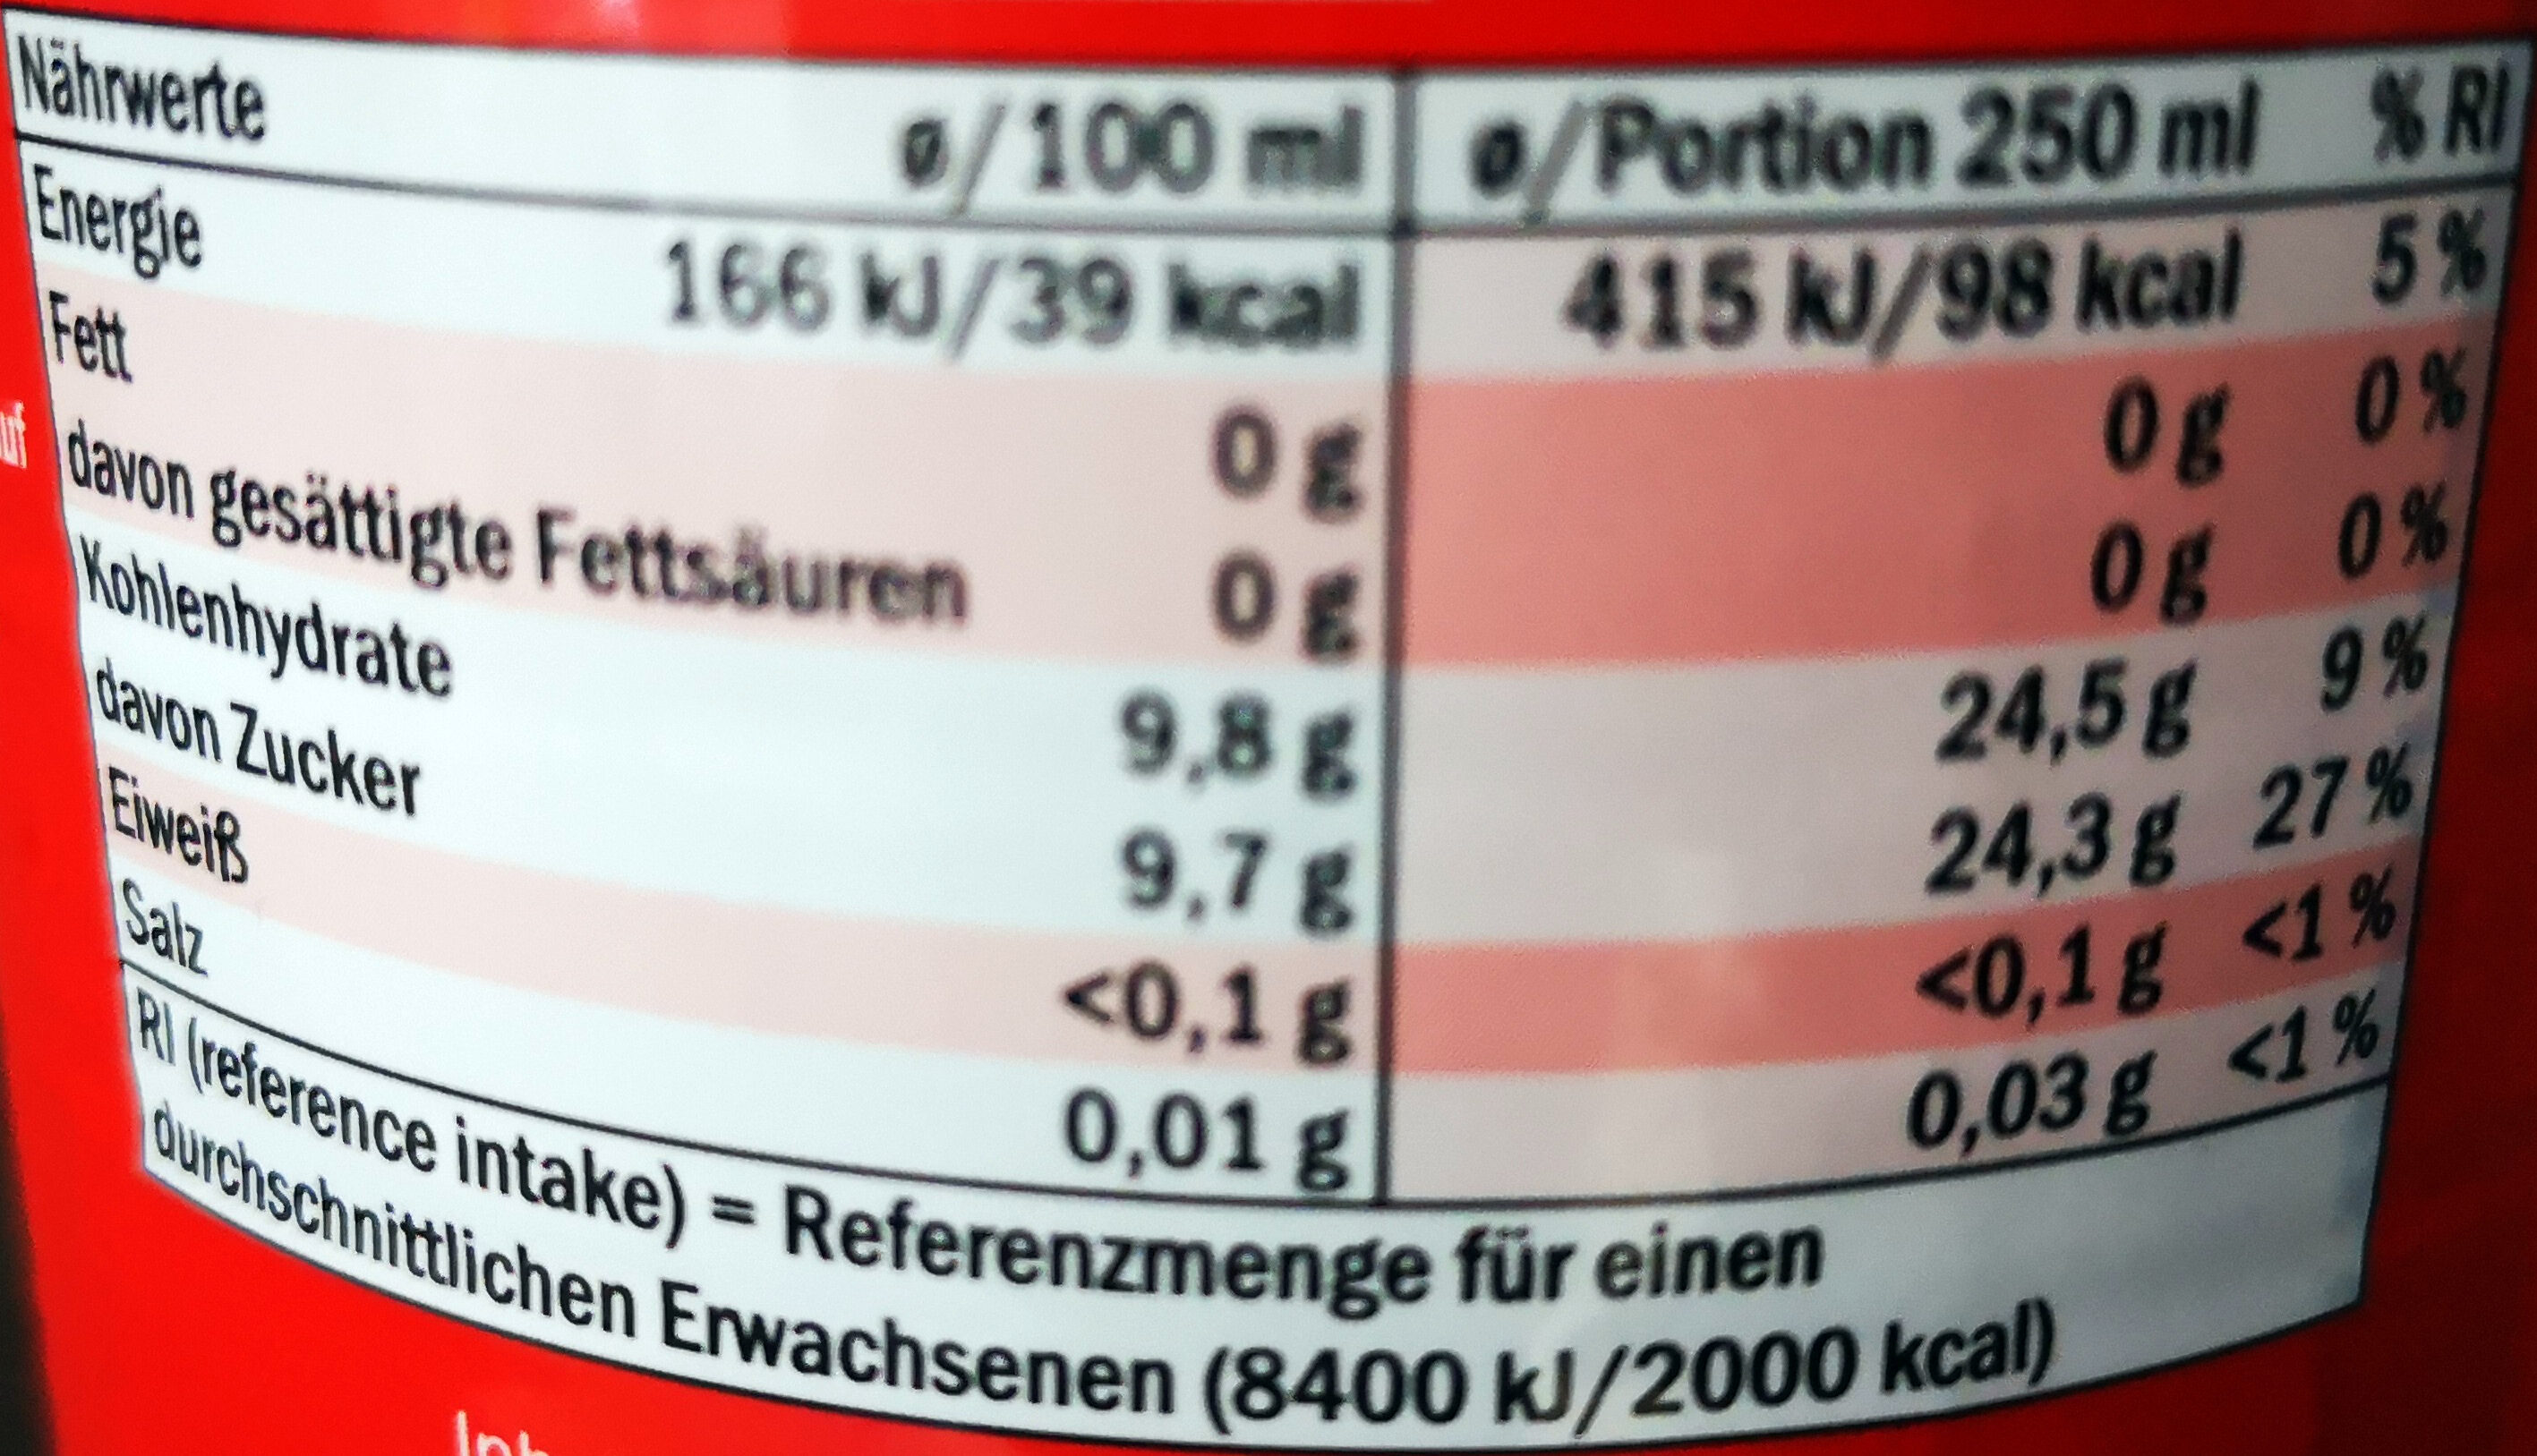 Nährwerte ø/100 ml ø/Portion 250 ml % RI
Energie 166 kJ/39 kcal 415 kJ/98 kcal 5 %
Fett 0 g 0 g 0 %
davon gesättigte Fettsäuren 0 g 0 g 0 %
Kohlenhydrate 9,8 g 24,5 g 9 %
davon Zucker 9,7 g 24,3 g 27 %
Eiweiß <0,1 g <0,1 g <1 %
Salz 0,01 g 0,03 g <1 %
RI (reference intake) = Referenzmenge für einen
durchschnittlichen Erwachsenen (8400 kJ/2000 kcal)